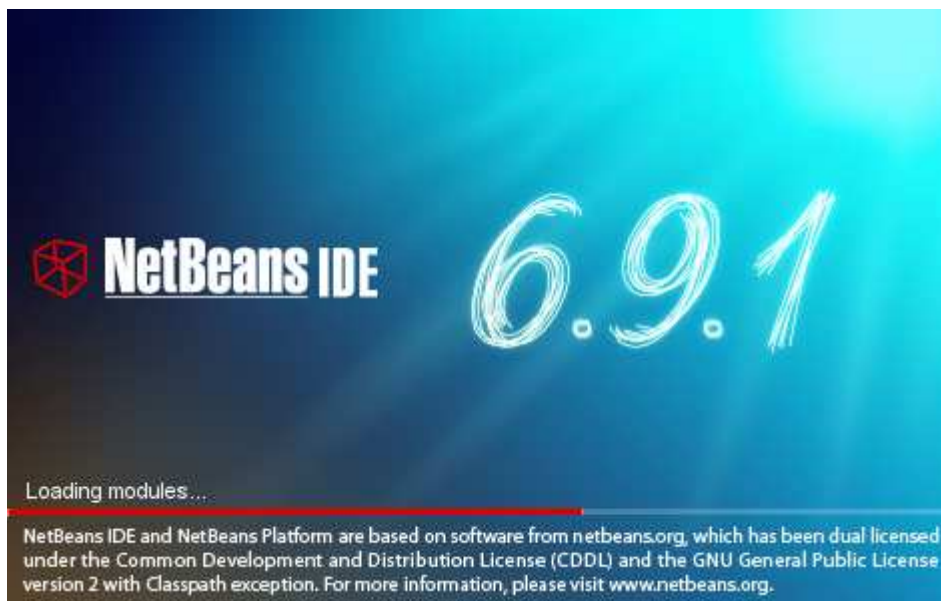 NetBeans IDE 6.9.1
Loading modules...
NetBeans IDE and NetBeans Platform are based on software from netbeans.org, which has been dual licensed
under the Common Development and Distribution License (CDDL) and the GNU General Public License
version 2 with Classpath exception. For more information, please visit www.netbeans.org.